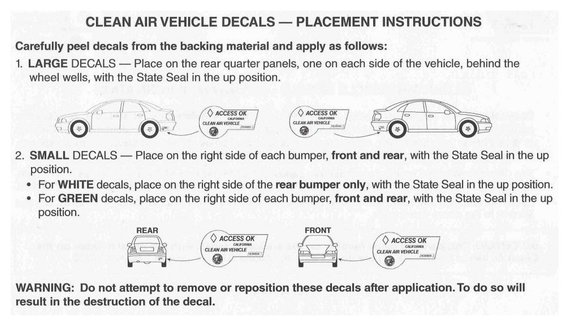 CLEAN AIR VEHICLE DECALS — PLACEMENT INSTRUCTIONS
Carefully peel decals from the backing material and apply as follows:
1. LARGE DECALS — Place on the rear quarter panels, one on each side of the vehicle, behind the
wheel wells, with the State Seal in the up position.
ACCESS OK
CALIFORNIA
CLEAN AIR VEHICLE
ACCESS OK
CALIFORNIA
CLEAN AIR VEHICLE
2. SMALL DECALS — Place on the right side of each bumper, front and rear, with the State Seal in the up
position.
• For WHITE decals, place on the right side of the rear bumper only, with the State Seal in the up position.
• For GREEN decals, place on the right side of each bumper, front and rear, with the State Seal in the up
position.
REAR
ACCESS OK
CALIFORNIA
CLEAN AIR VEHICLE
FRONT
ACCESS OK
CALIFORNIA
CLEAN AIR VEHICLE
WARNING: Do not attempt to remove or reposition these decals after application. To do so will
result in the destruction of the decal.